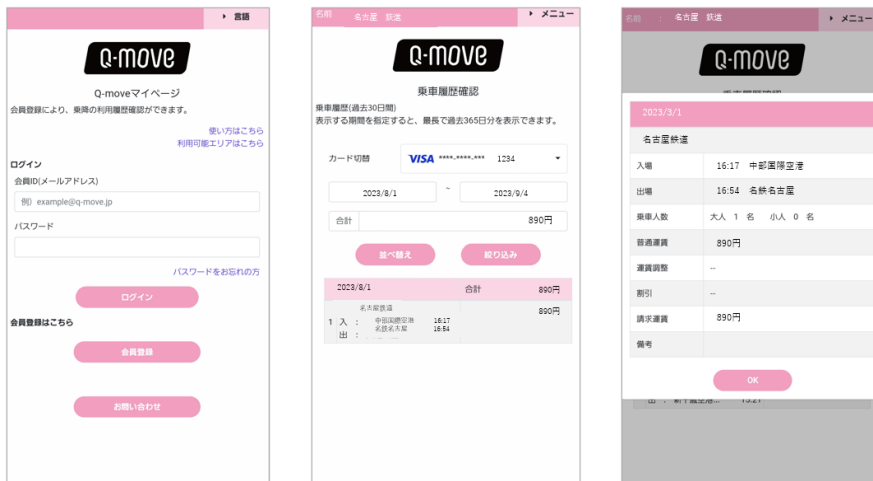 言語
Q-move
Q-moveマイページ
会員登録により、乗降の利用履歴確認ができます。
使い方はこちら
利用可能エリアはこちら
ログイン
会員ID(メールアドレス)
例）example@q-move.jp
パスワード
パスワードをお忘れの方
ログイン
会員登録はこちら
会員登録
お問い合わせ
名前 名古屋 鉄道 メニュー
Q-move
乗車履歴確認
乗車履歴(過去30日間)
表示する期間を指定すると、最長で過去365日分を表示できます。
カード切替 VISA ****-****-*** 1234
2023/8/1 ~ 2023/9/4
合計 890円
並べ替え 絞り込み
2023/8/1 合計 890円
名古屋鉄道 890円
1 入 : 中部国際空港 16:17
出 : 名鉄名古屋 16:54
名前 : 名古屋 鉄道 メニュー
Q-move
2023/3/1
名古屋鉄道
入場 16:17 中部国際空港
出場 16:54 名鉄名古屋
乗車人数 大人 1 名 小人 0 名
普通運賃 890円
運賃調整 --
割引 --
請求運賃 890円
備考
OK
出 : 新千歳空港... 15:21